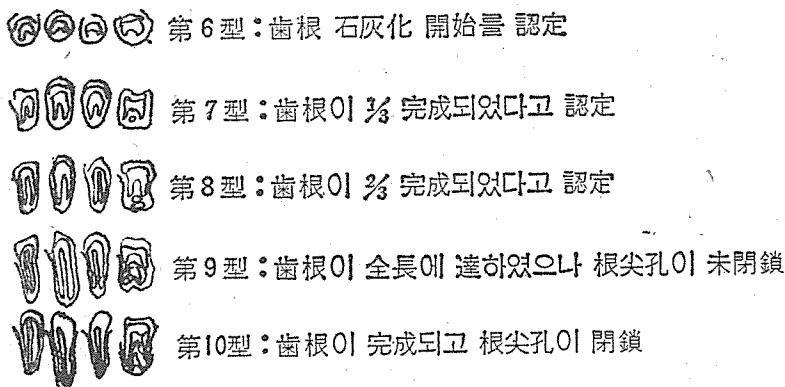 第6型：歯根 石灰化 開始를 認定
第7型：歯根이 1/3 完成되었다고 認定
第8型：歯根이 2/3 完成되었다고 認定
第9型：歯根이 全長에 達하였으나 根尖孔이 未閉鎖
第10型：歯根이 完成되고 根尖孔이 閉鎖